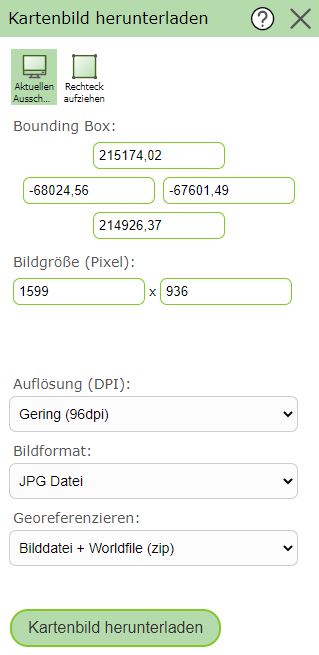 Kartenbild herunterladen
Aktuellen Rechteck
Aussch... aufziehen
Bounding Box:
215174,02
-68024,56 -67601,49
214926,37
Bildgröße (Pixel):
1599 x 936
Auflösung (DPI):
Gering (96dpi)
Bildformat:
JPG Datei
Georeferenzieren:
Bilddatei + Worldfile (zip)
Kartenbild herunterladen